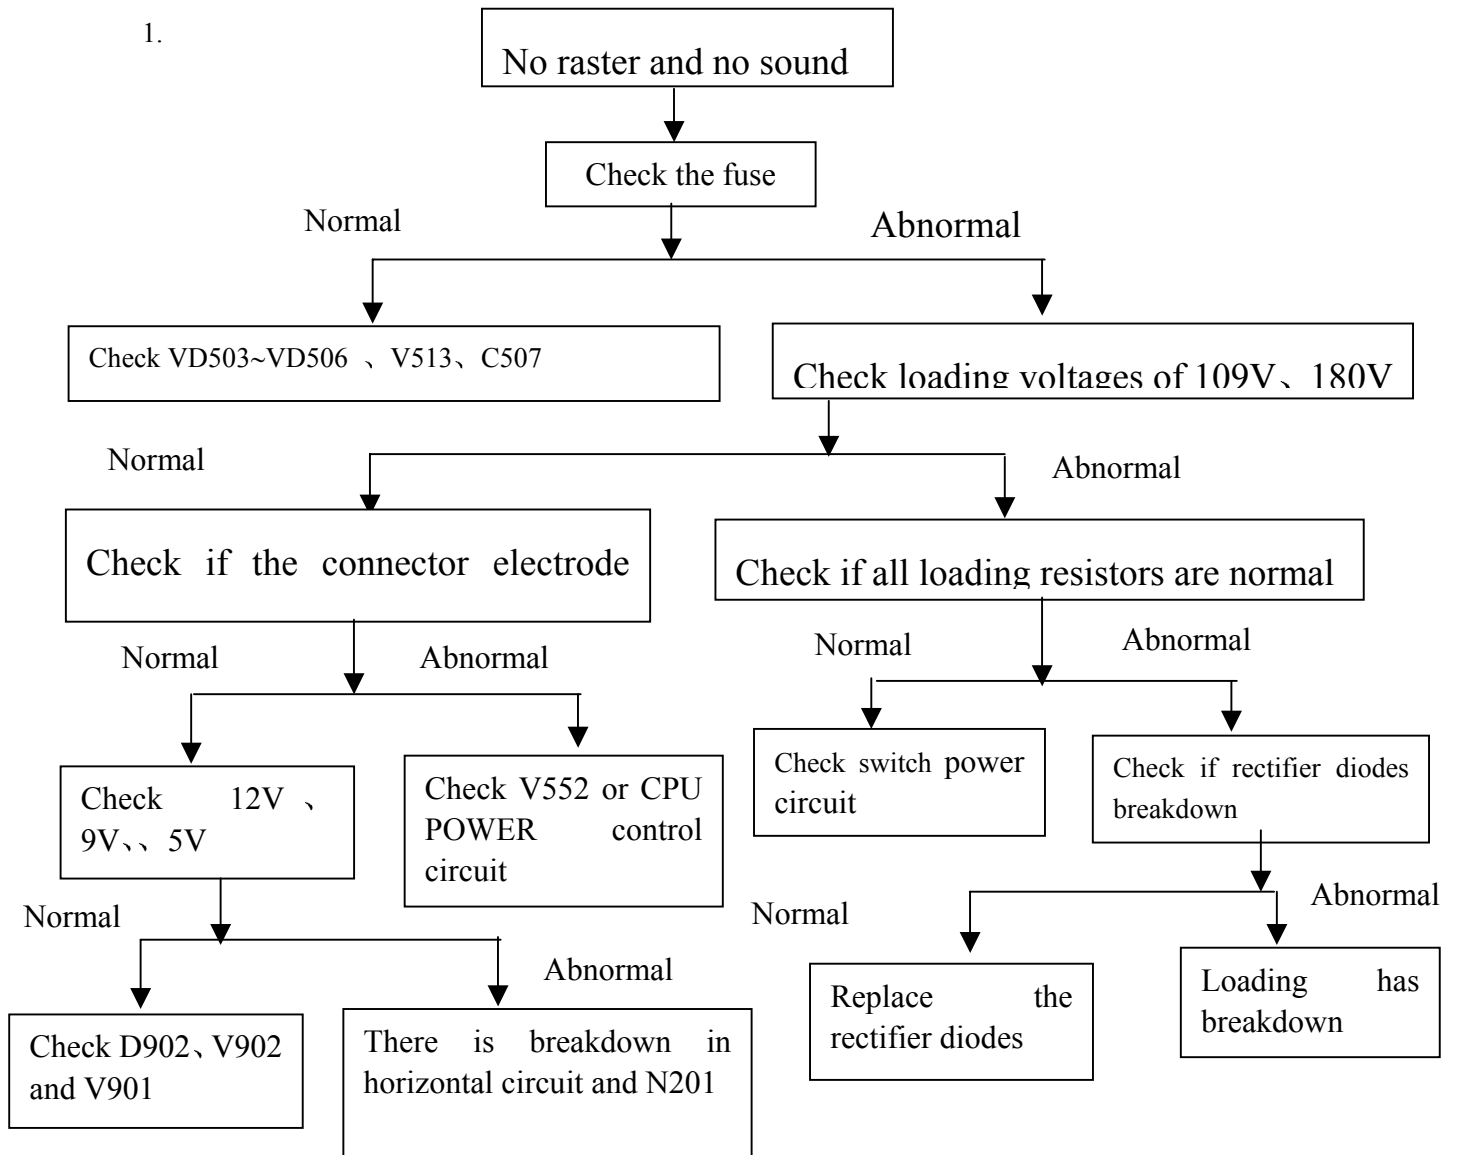 1.
No raster and no sound
Check the fuse
Normal
Abnormal
Check VD503~VD506 、V513、C507
Check loading voltages of 109V、180V
Normal
Abnormal
Check if the connector electrode
Check if all loading resistors are normal
Normal
Abnormal
Normal
Abnormal
Check 12V 、
9V、、5V
Check V552 or CPU
POWER control
circuit
Check switch power
circuit
Check if rectifier diodes
breakdown
Normal
Abnormal
Normal
Abnormal
Check D902、V902
and V901
There is breakdown in
horizontal circuit and N201
Replace the
rectifier diodes
Loading has
breakdown